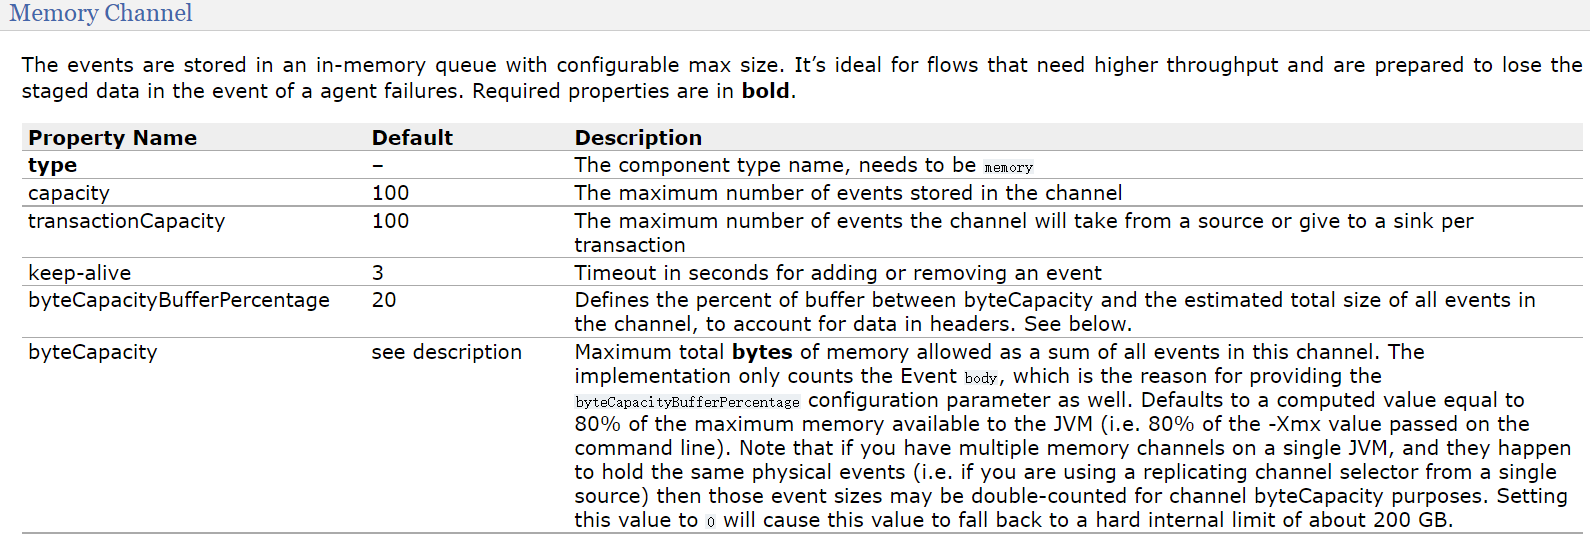 Memory Channel
The events are stored in an in-memory queue with configurable max size. It’s ideal for flows that need higher throughput and are prepared to lose the
staged data in the event of a agent failures. Required properties are in bold.
Property Name Default Description
type – The component type name, needs to be memory
capacity 100 The maximum number of events stored in the channel
transactionCapacity 100 The maximum number of events the channel will take from a source or give to a sink per
transaction
keep-alive 3 Timeout in seconds for adding or removing an event
byteCapacityBufferPercentage 20 Defines the percent of buffer between byteCapacity and the estimated total size of all events in
the channel, to account for data in headers. See below.
byteCapacity see description Maximum total bytes of memory allowed as a sum of all events in this channel. The
implementation only counts the Event body, which is the reason for providing the
byteCapacityBufferPercentage configuration parameter as well. Defaults to a computed value equal to
80% of the maximum memory available to the JVM (i.e. 80% of the -Xmx value passed on the
command line). Note that if you have multiple memory channels on a single JVM, and they happen
to hold the same physical events (i.e. if you are using a replicating channel selector from a single
source) then those event sizes may be double-counted for channel byteCapacity purposes. Setting
this value to 0 will cause this value to fall back to a hard internal limit of about 200 GB.